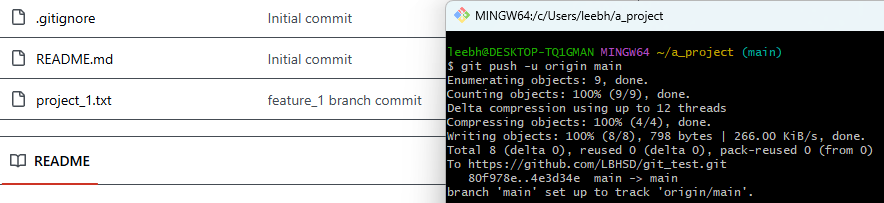 .gitignore Initial commit
README.md Initial commit
project_1.txt feature_1 branch commit
README
MINGW64:/c/Users/leebh/a_project
leebh@DESKTOP-TQ1GMAN MINGW64 ~/a_project (main)
$ git push -u origin main
Enumerating objects: 9, done.
Counting objects: 100% (9/9), done.
Delta compression using up to 12 threads
Compressing objects: 100% (4/4), done.
Writing objects: 100% (8/8), 798 bytes | 266.00 KiB/s, done.
Total 8 (delta 0), reused 0 (delta 0), pack-reused 0 (from 0)
To https://github.com/LBHSD/git_test.git
   80f978e..4e3d34e  main -> main
branch 'main' set up to track 'origin/main'.